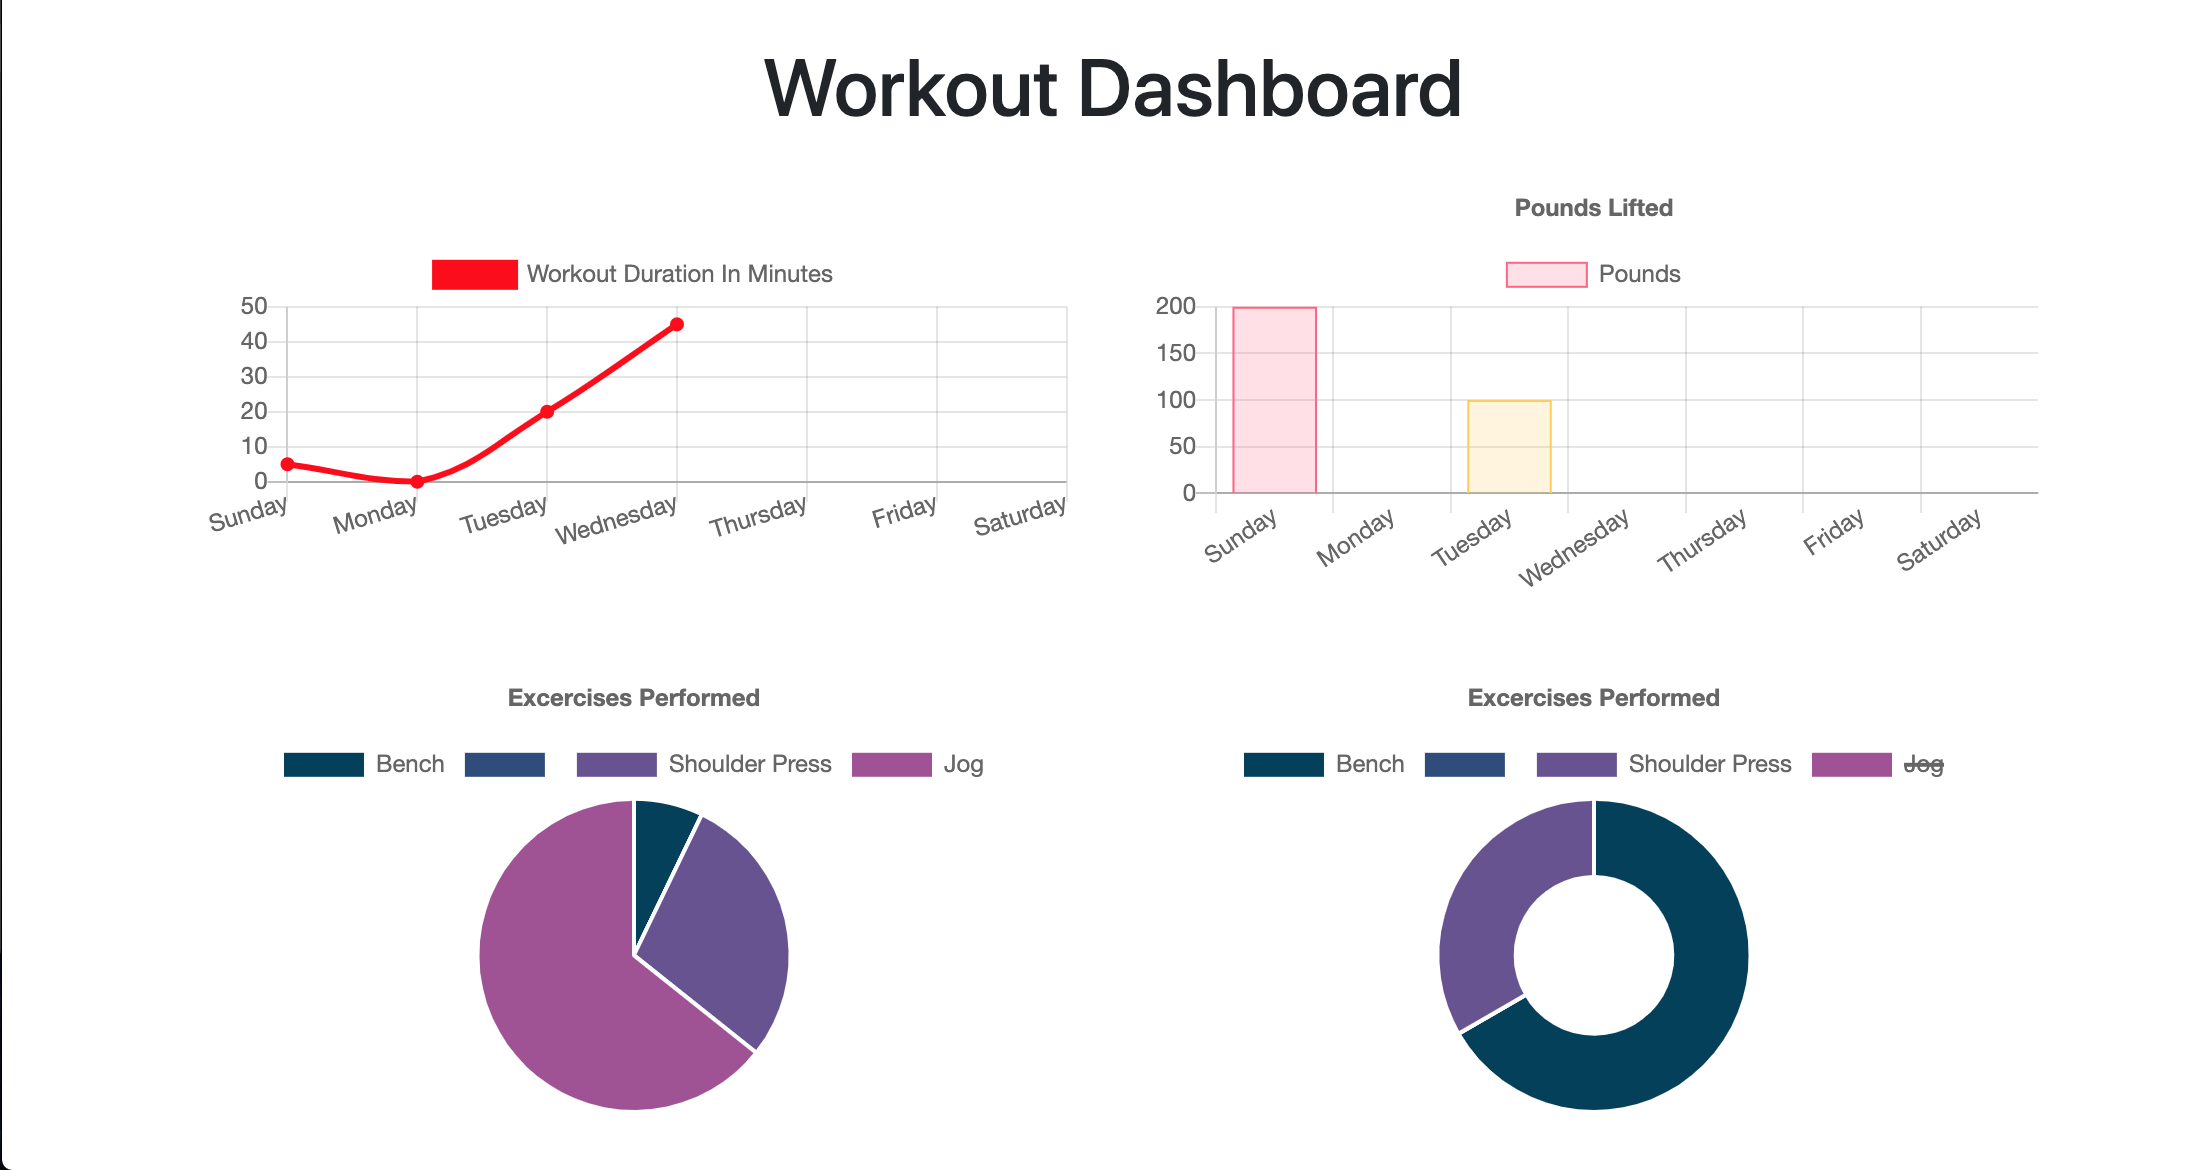 Workout Dashboard
Workout Duration In Minutes
50
40
30
20
10
0
Sunday Monday Tuesday Wednesday Thursday Friday Saturday
Pounds Lifted
Pounds
200
150
100
50
0
Sunday Monday Tuesday Wednesday Thursday Friday Saturday
Excercises Performed
Bench Shoulder Press Jog
Excercises Performed
Bench Shoulder Press Jog